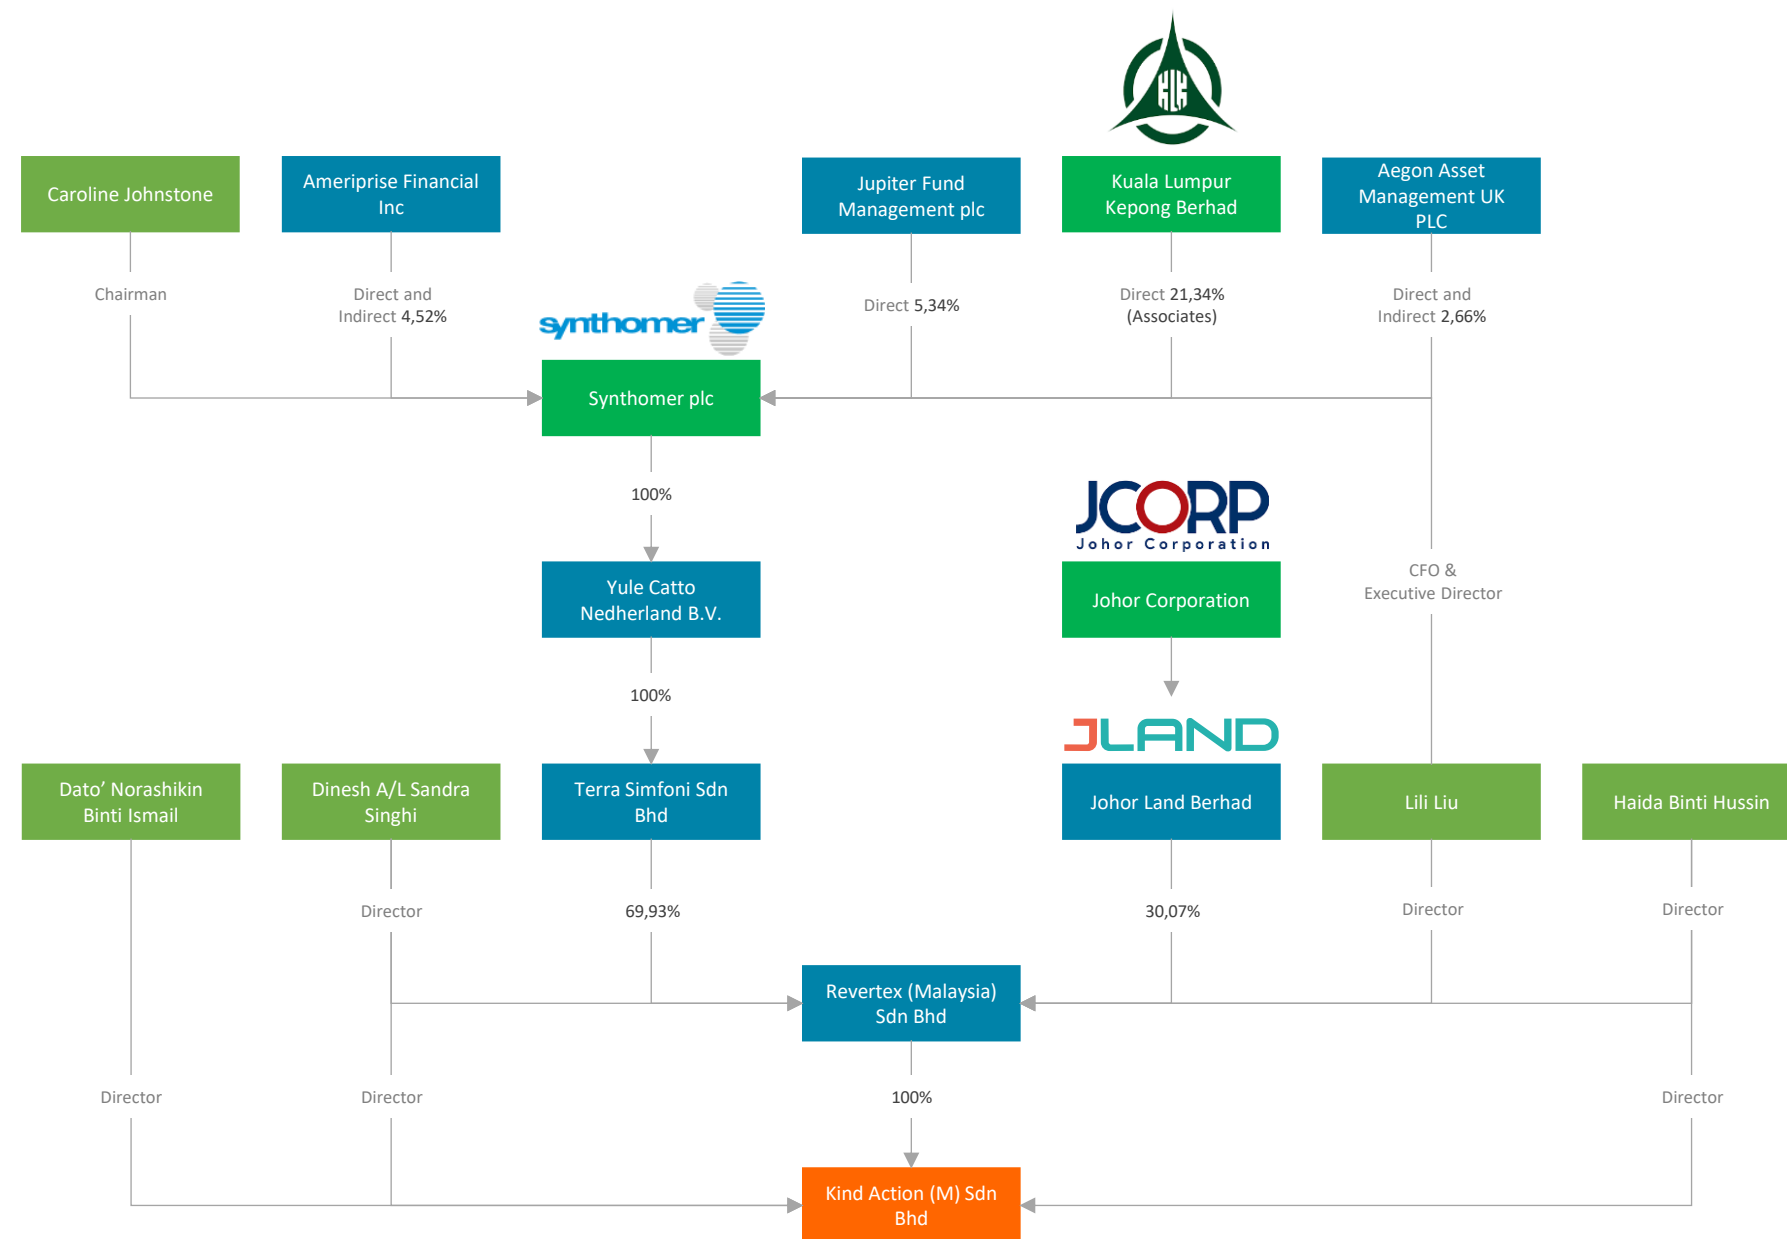 KLK
Caroline Johnstone
Ameriprise Financial
Inc
Jupiter Fund
Management plc
Kuala Lumpur
Kepong Berhad
Aegon Asset
Management UK
PLC
Chairman
Direct and
Indirect 4,52%
synthomer
Direct 5,34%
Direct 21,34%
(Associates)
Direct and
Indirect 2,66%
Synthomer plc
100%
JCORP
Johor Corporation
Yule Catto
Nedherland B.V.
Johor Corporation
CFO &
Executive Director
100%
JLAND
Dato’ Norashikin
Binti Ismail
Dinesh A/L Sandra
Singhi
Terra Simfoni Sdn
Bhd
Johor Land Berhad
Lili Liu
Haida Binti Hussin
Director
69,93%
30,07%
Director
Director
Revertex (Malaysia)
Sdn Bhd
Director
Director
100%
Director
Kind Action (M) Sdn
Bhd